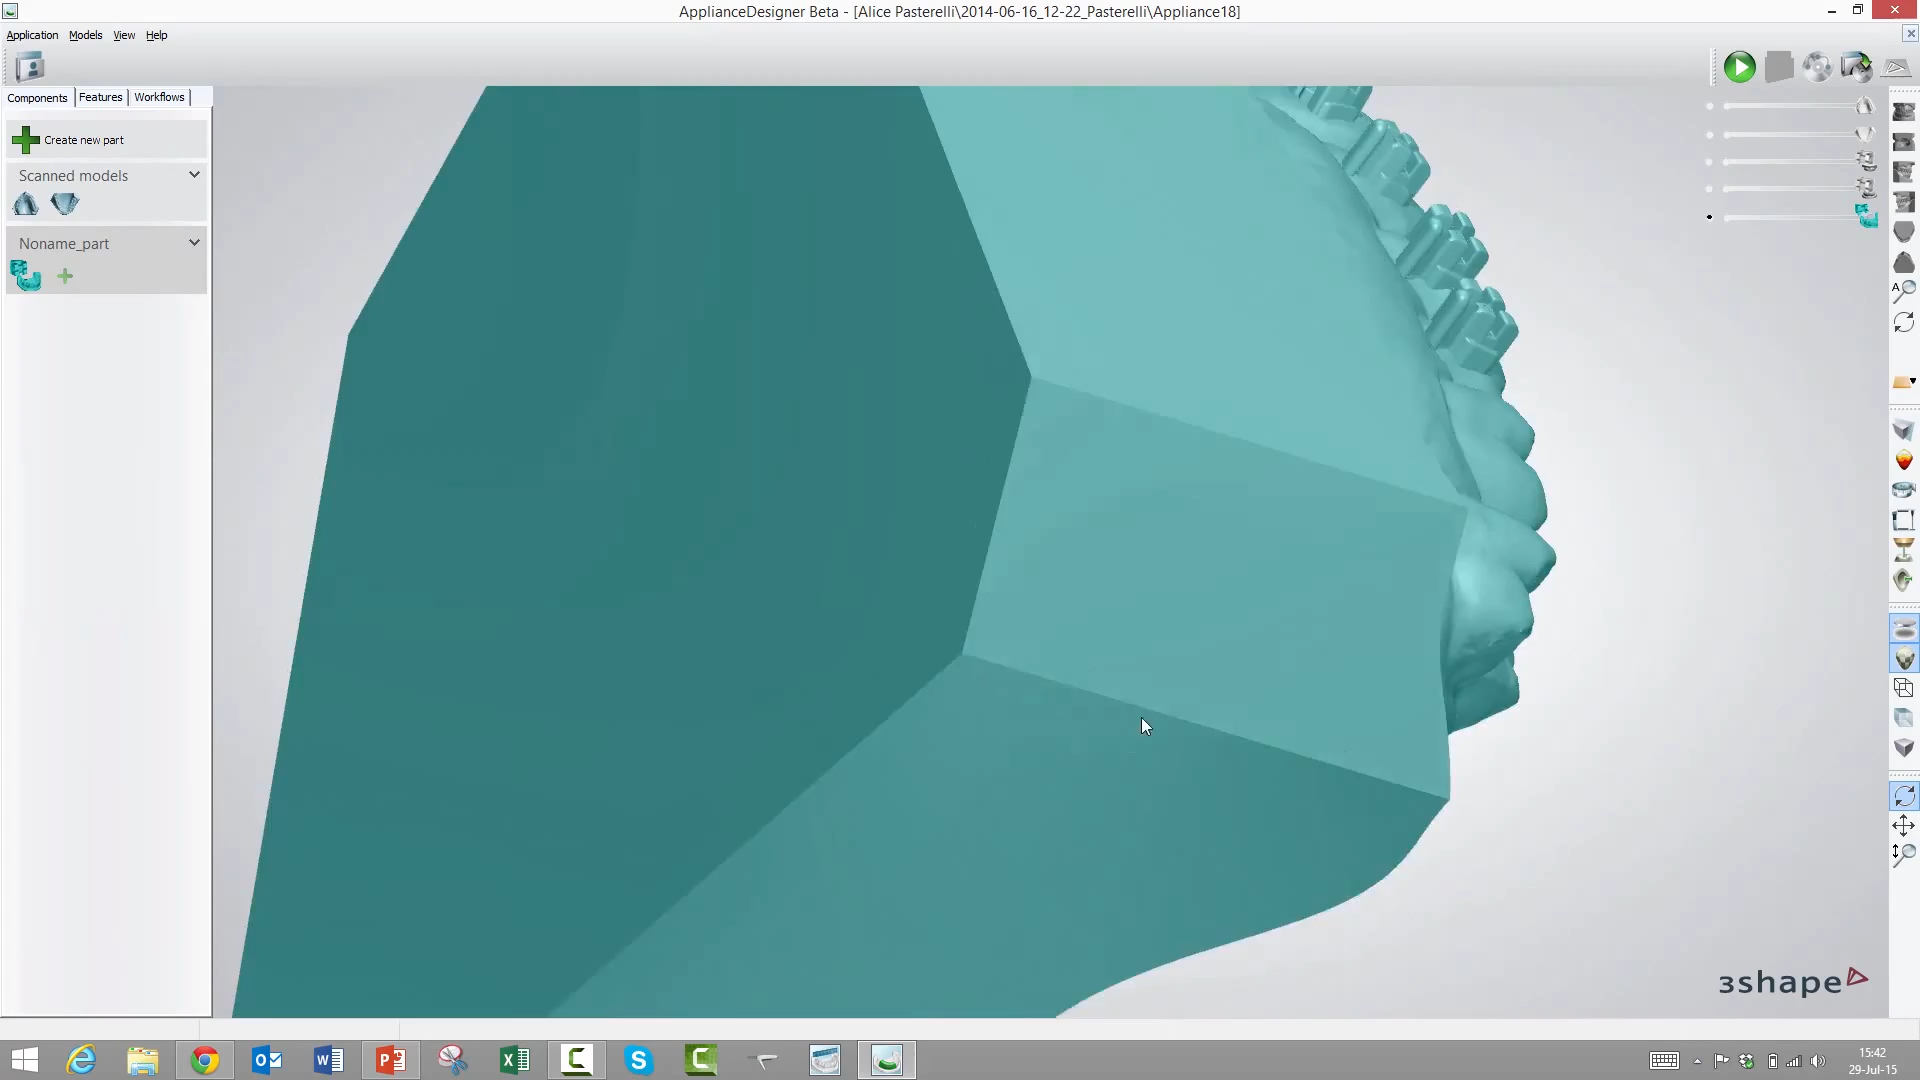 ApplianceDesigner Beta - [Alice Pasterelli\2014-06-16_12-22_Pasterelli\Appliance18]
Application Models View Help
Components Features Workflows
Create new part
Scanned models
Noname_part
A
3shape
15:42
29-Jul-15